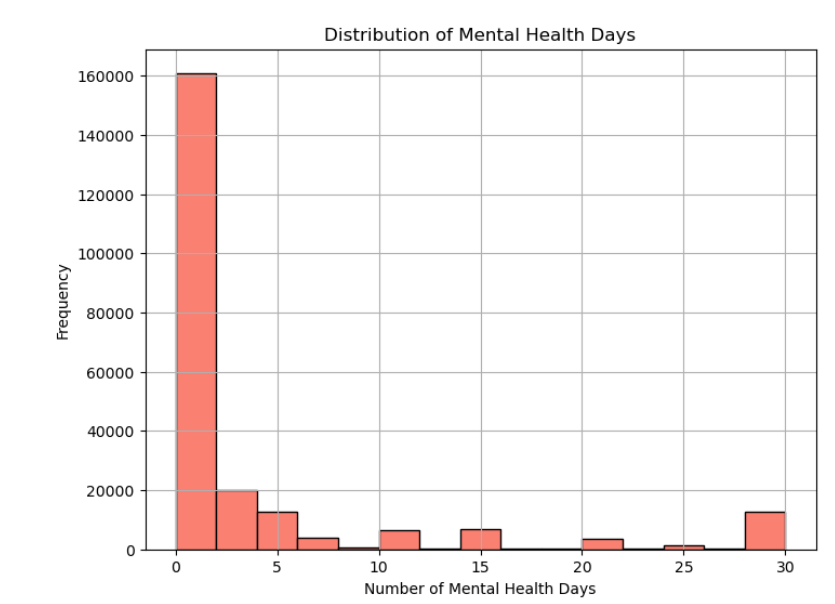 Distribution of Mental Health Days
160000
140000
120000
100000
80000
60000
40000
20000
0
Frequency
0 5 10 15 20 25 30
Number of Mental Health Days